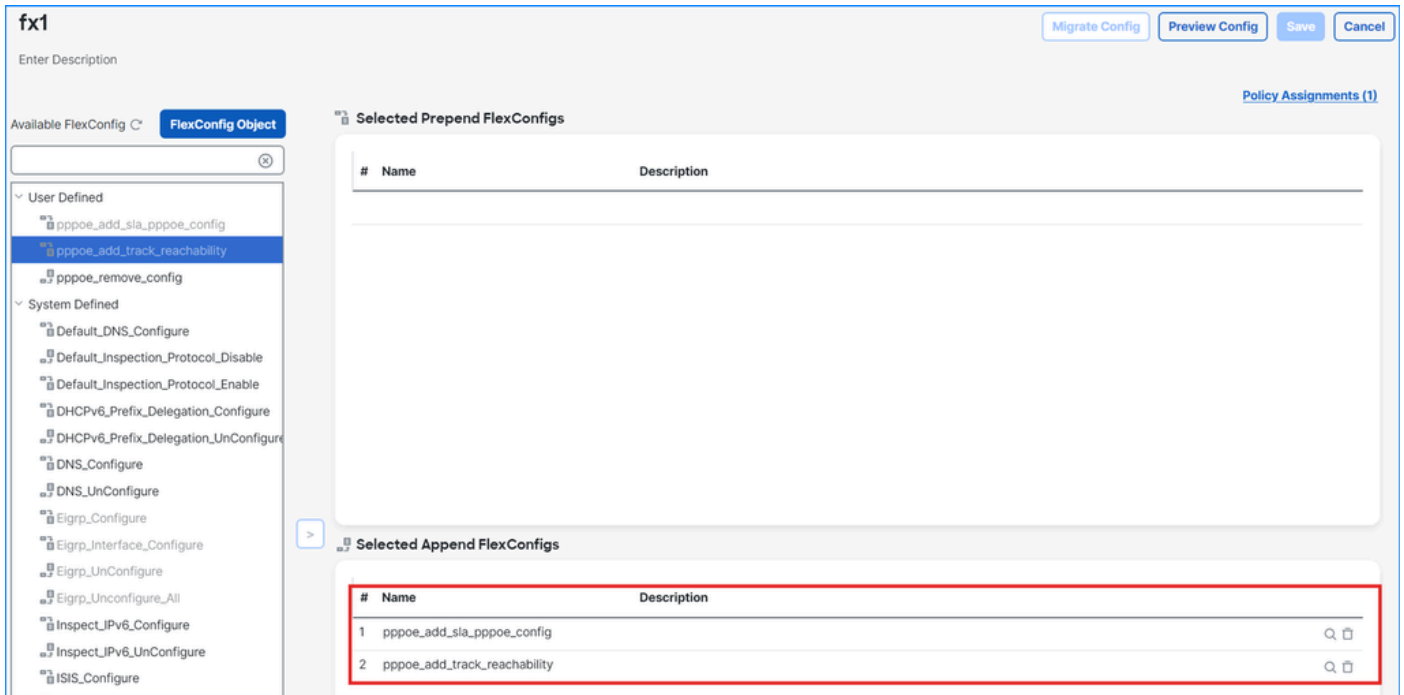 fx1
Migrate Config Preview Config Save Cancel
Enter Description
Policy Assignments (1)
Available FlexConfig FlexConfig Object
User Defined
pppoe_add_sla_pppoe_config
pppoe_add_track_reachability
pppoe_remove_config
System Defined
Default_DNS_Configure
Default_Inspection_Protocol_Disable
Default_Inspection_Protocol_Enable
DHCPv6_Prefix_Delegation_Configure
DHCPv6_Prefix_Delegation_UnConfigure
DNS_Configure
DNS_UnConfigure
Eigrp_Configure
Eigrp_Interface_Configure
Eigrp_UnConfigure
Eigrp_Unconfigure_All
Inspect_IPv6_Configure
Inspect_IPv6_UnConfigure
ISIS_Configure
>
Selected Prepend FlexConfigs
# Name Description
Selected Append FlexConfigs
# Name Description
1 pppoe_add_sla_pppoe_config
2 pppoe_add_track_reachability